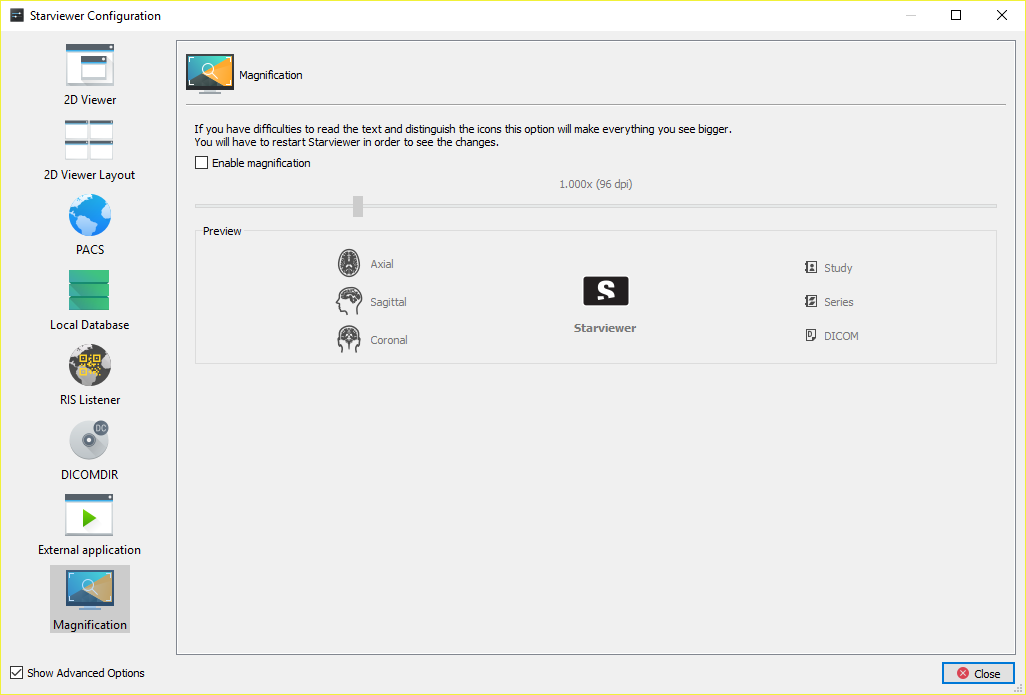 Starviewer Configuration
2D Viewer
2D Viewer Layout
PACS
Local Database
RIS Listener
DC
DICOMDIR
External application
Magnification
Show Advanced Options
Magnification
If you have difficulties to read the text and distinguish the icons this option will make everything you see bigger.
You will have to restart Starviewer in order to see the changes.
Enable magnification
1.000x (96 dpi)
Preview
Axial
Sagittal
Coronal
S
Starviewer
Study
Series
D
DICOM
Close